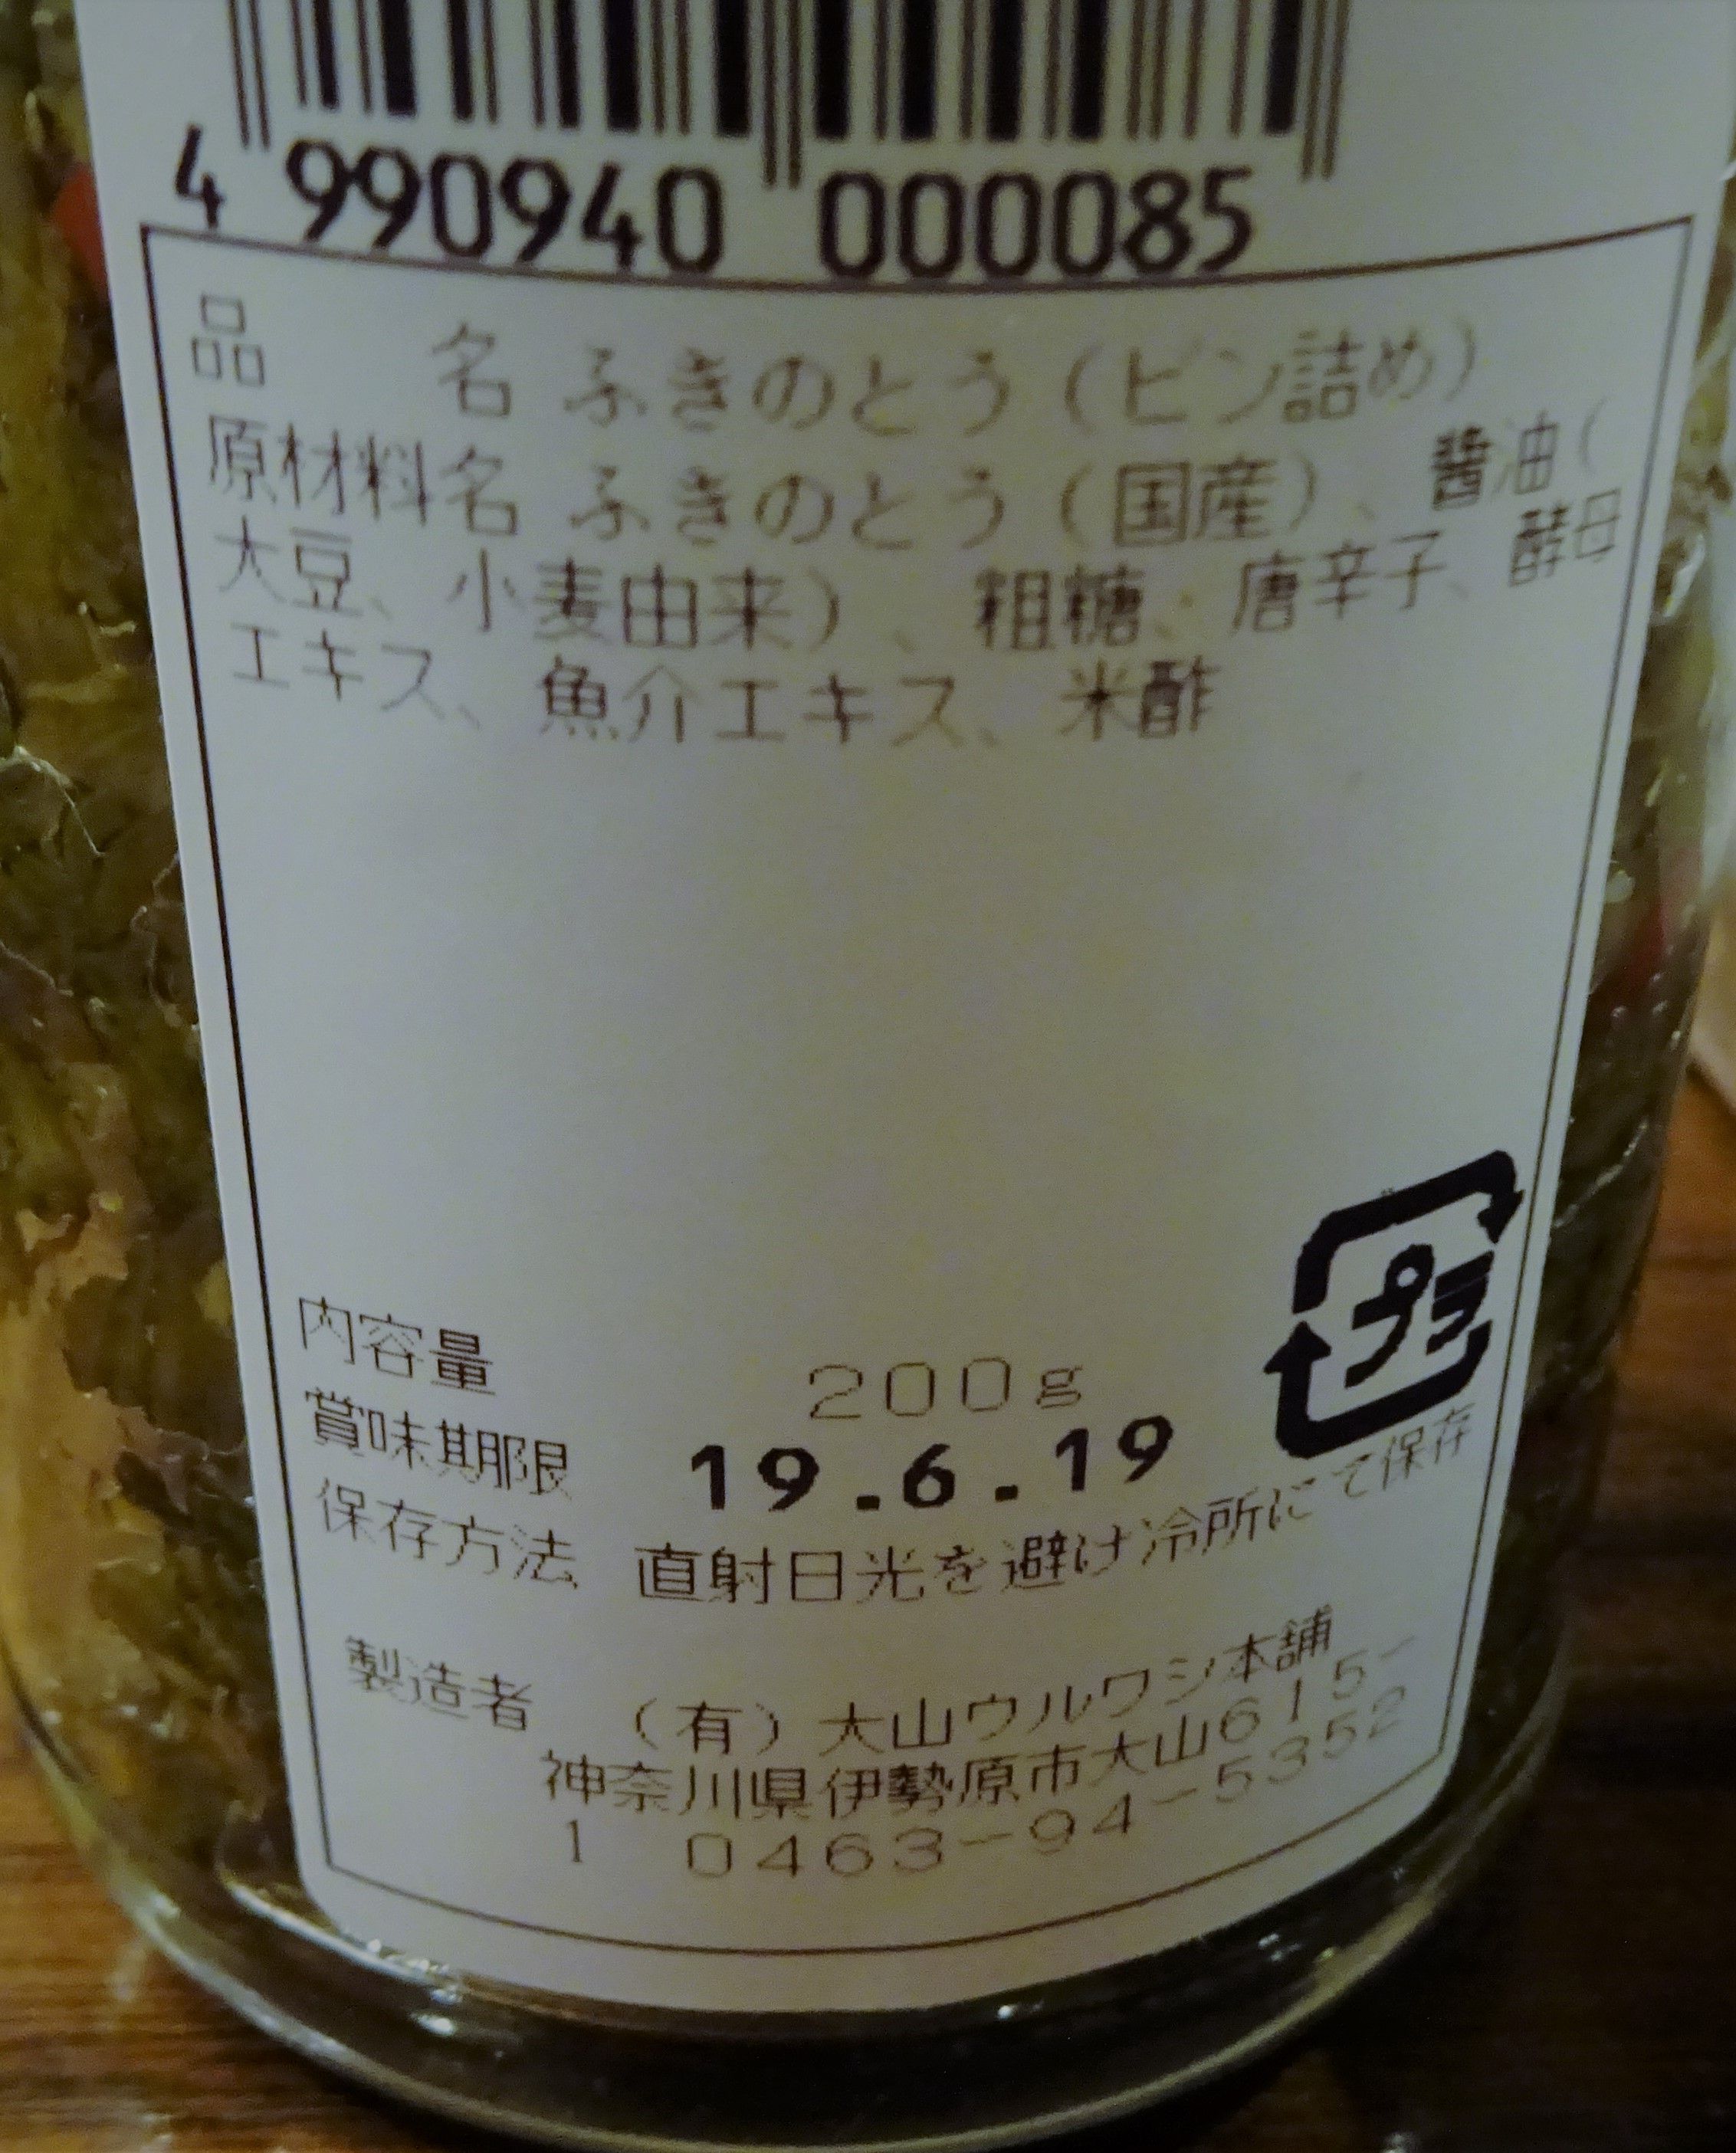 4 990940 000085
品　　名 ふきのとう（ビン詰め）
原材料名 ふきのとう（国産）、醤油（
大豆、小麦由来）、粗糖、唐辛子、酵母
エキス、魚介エキス、米酢
プラ
内容量 200g
賞味期限 19.6.19
保存方法 直射日光を避け冷所にて保存
製造者 （有）大山ウルワシ本舗
神奈川県伊勢原市大山615-
1 0463-94-5352